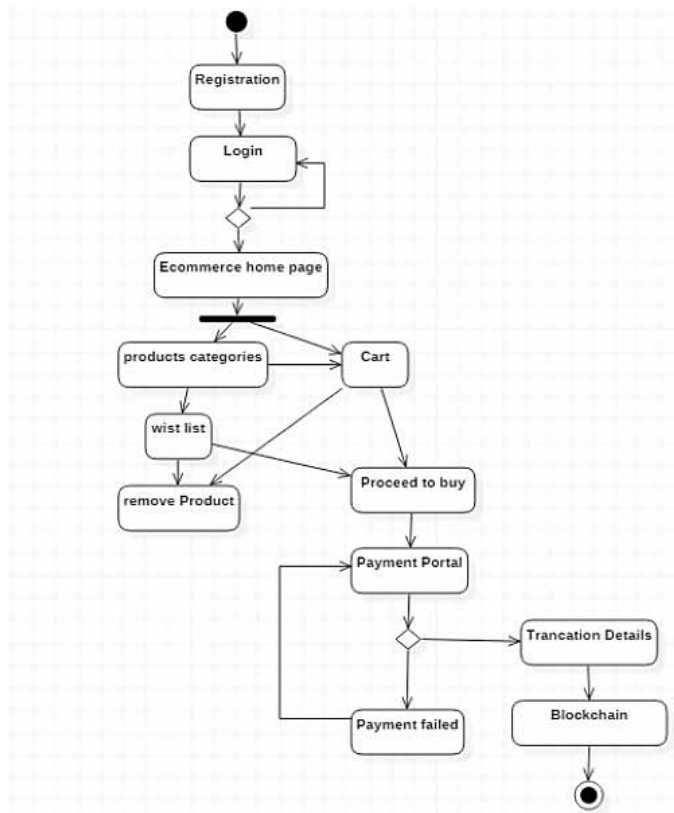 Registration
Login
Ecommerce home page
products categories
Cart
wist list
remove Product
Proceed to buy
Payment Portal
Trancation Details
Payment failed
Blockchain